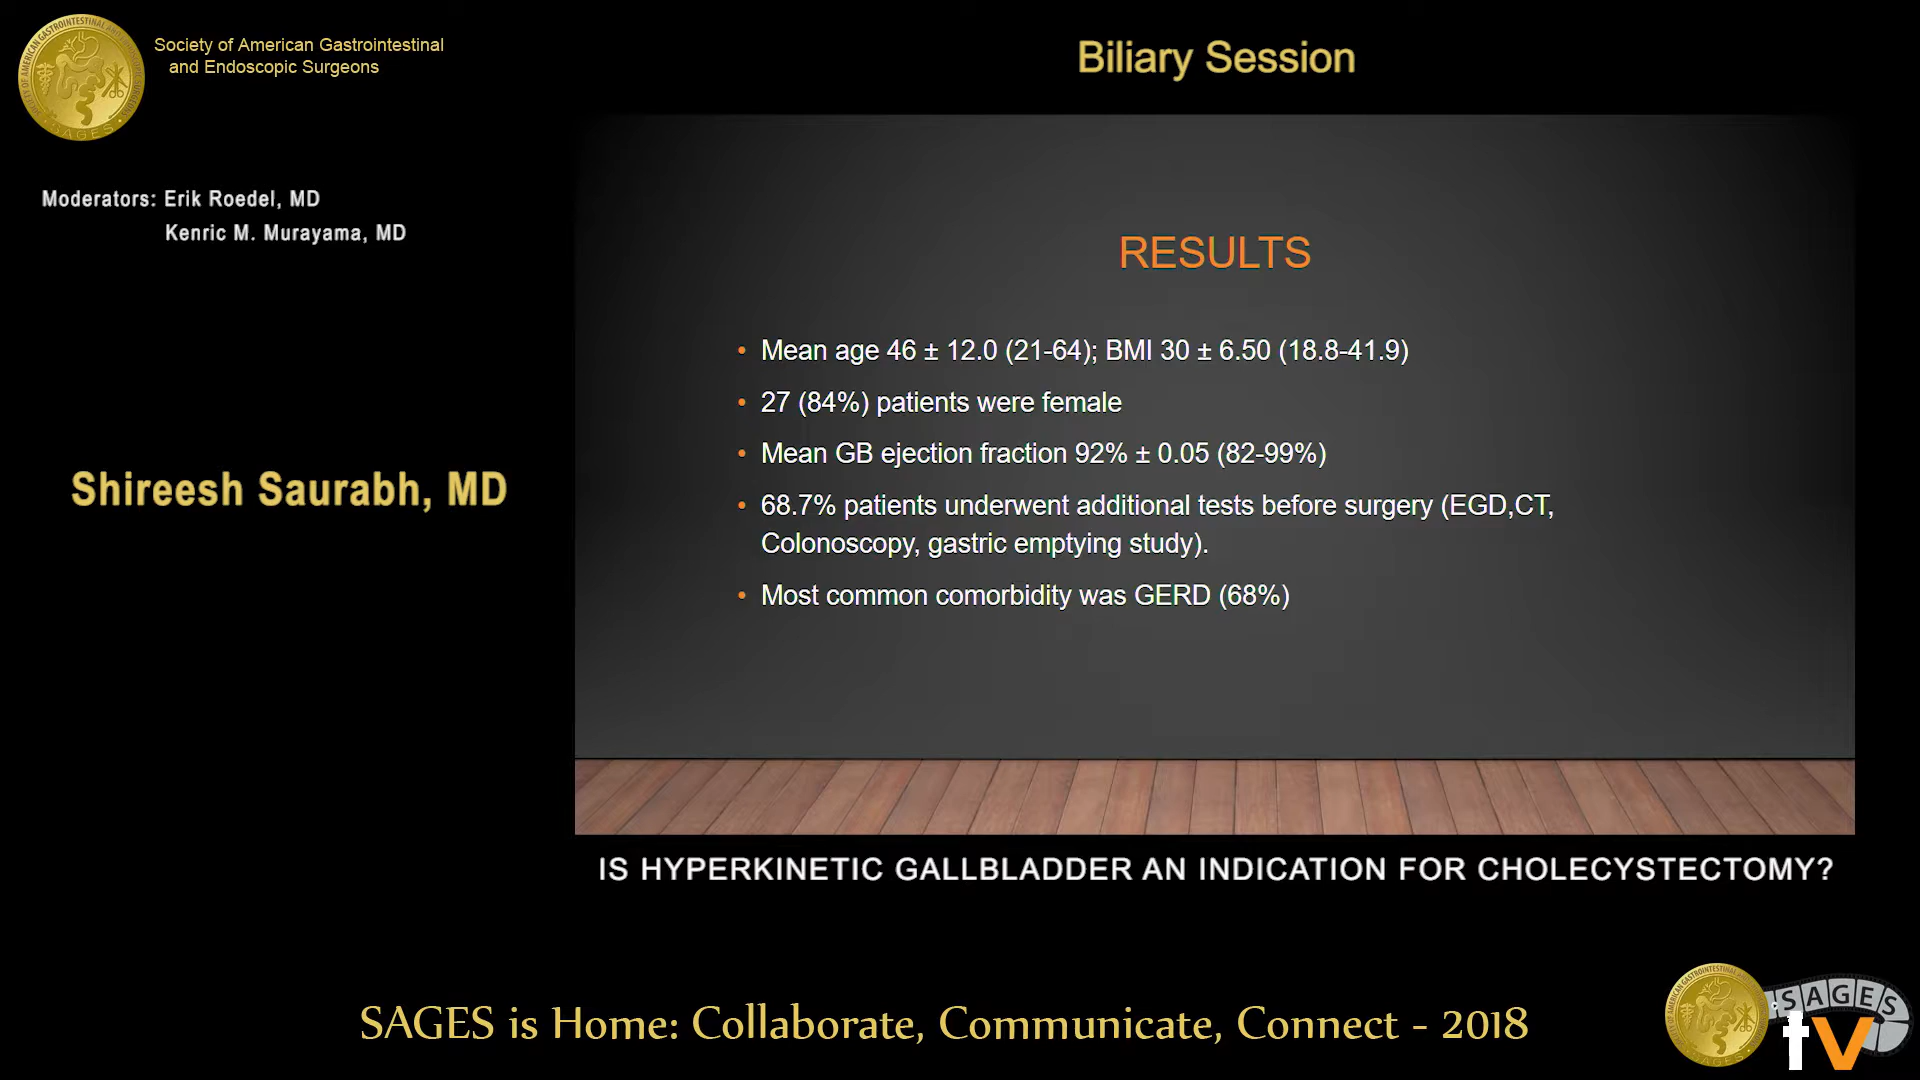 Society of American Gastrointestinal
and Endoscopic Surgeons
Biliary Session
Moderators: Erik Roedel, MD
Kenric M. Murayama, MD
Shireesh Saurabh, MD
RESULTS
• Mean age 46 ± 12.0 (21-64); BMI 30 ± 6.50 (18.8-41.9)
• 27 (84%) patients were female
• Mean GB ejection fraction 92% ± 0.05 (82-99%)
• 68.7% patients underwent additional tests before surgery (EGD,CT,
Colonoscopy, gastric emptying study).
• Most common comorbidity was GERD (68%)
IS HYPERKINETIC GALLBLADDER AN INDICATION FOR CHOLECYSTECTOMY?
SAGES is Home: Collaborate, Communicate, Connect - 2018
SAGES
tv